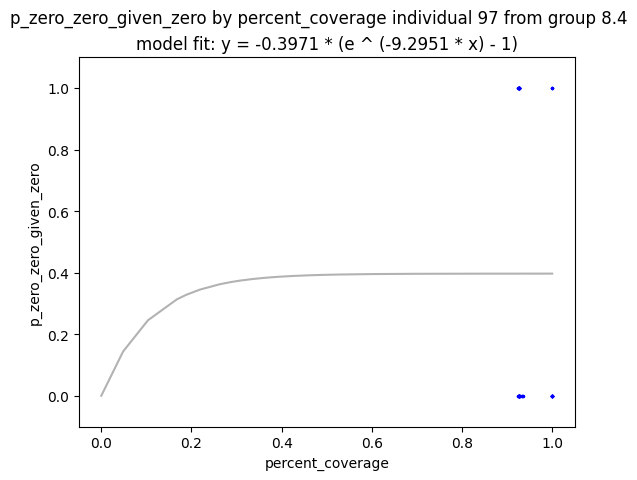 p_zero_zero_given_zero by percent_coverage individual 97 from group 8.4
model fit: y = -0.3971 * (e ^ (-9.2951 * x) - 1)
p_zero_zero_given_zero
1.0
0.8
0.6
0.4
0.2
0.0
0.0 0.2 0.4 0.6 0.8 1.0
percent_coverage